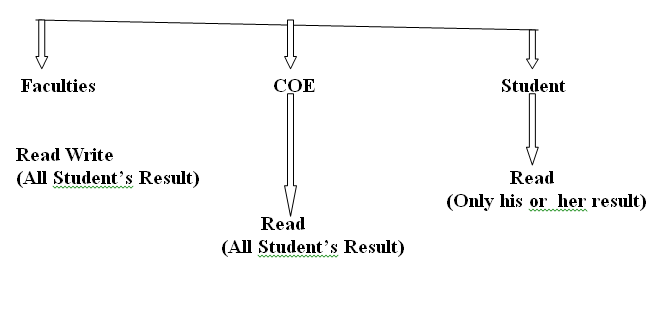 Faculties
COE
Student
Read Write
(All Student's Result)
Read
(Only his or her result)
Read
(All Student's Result)